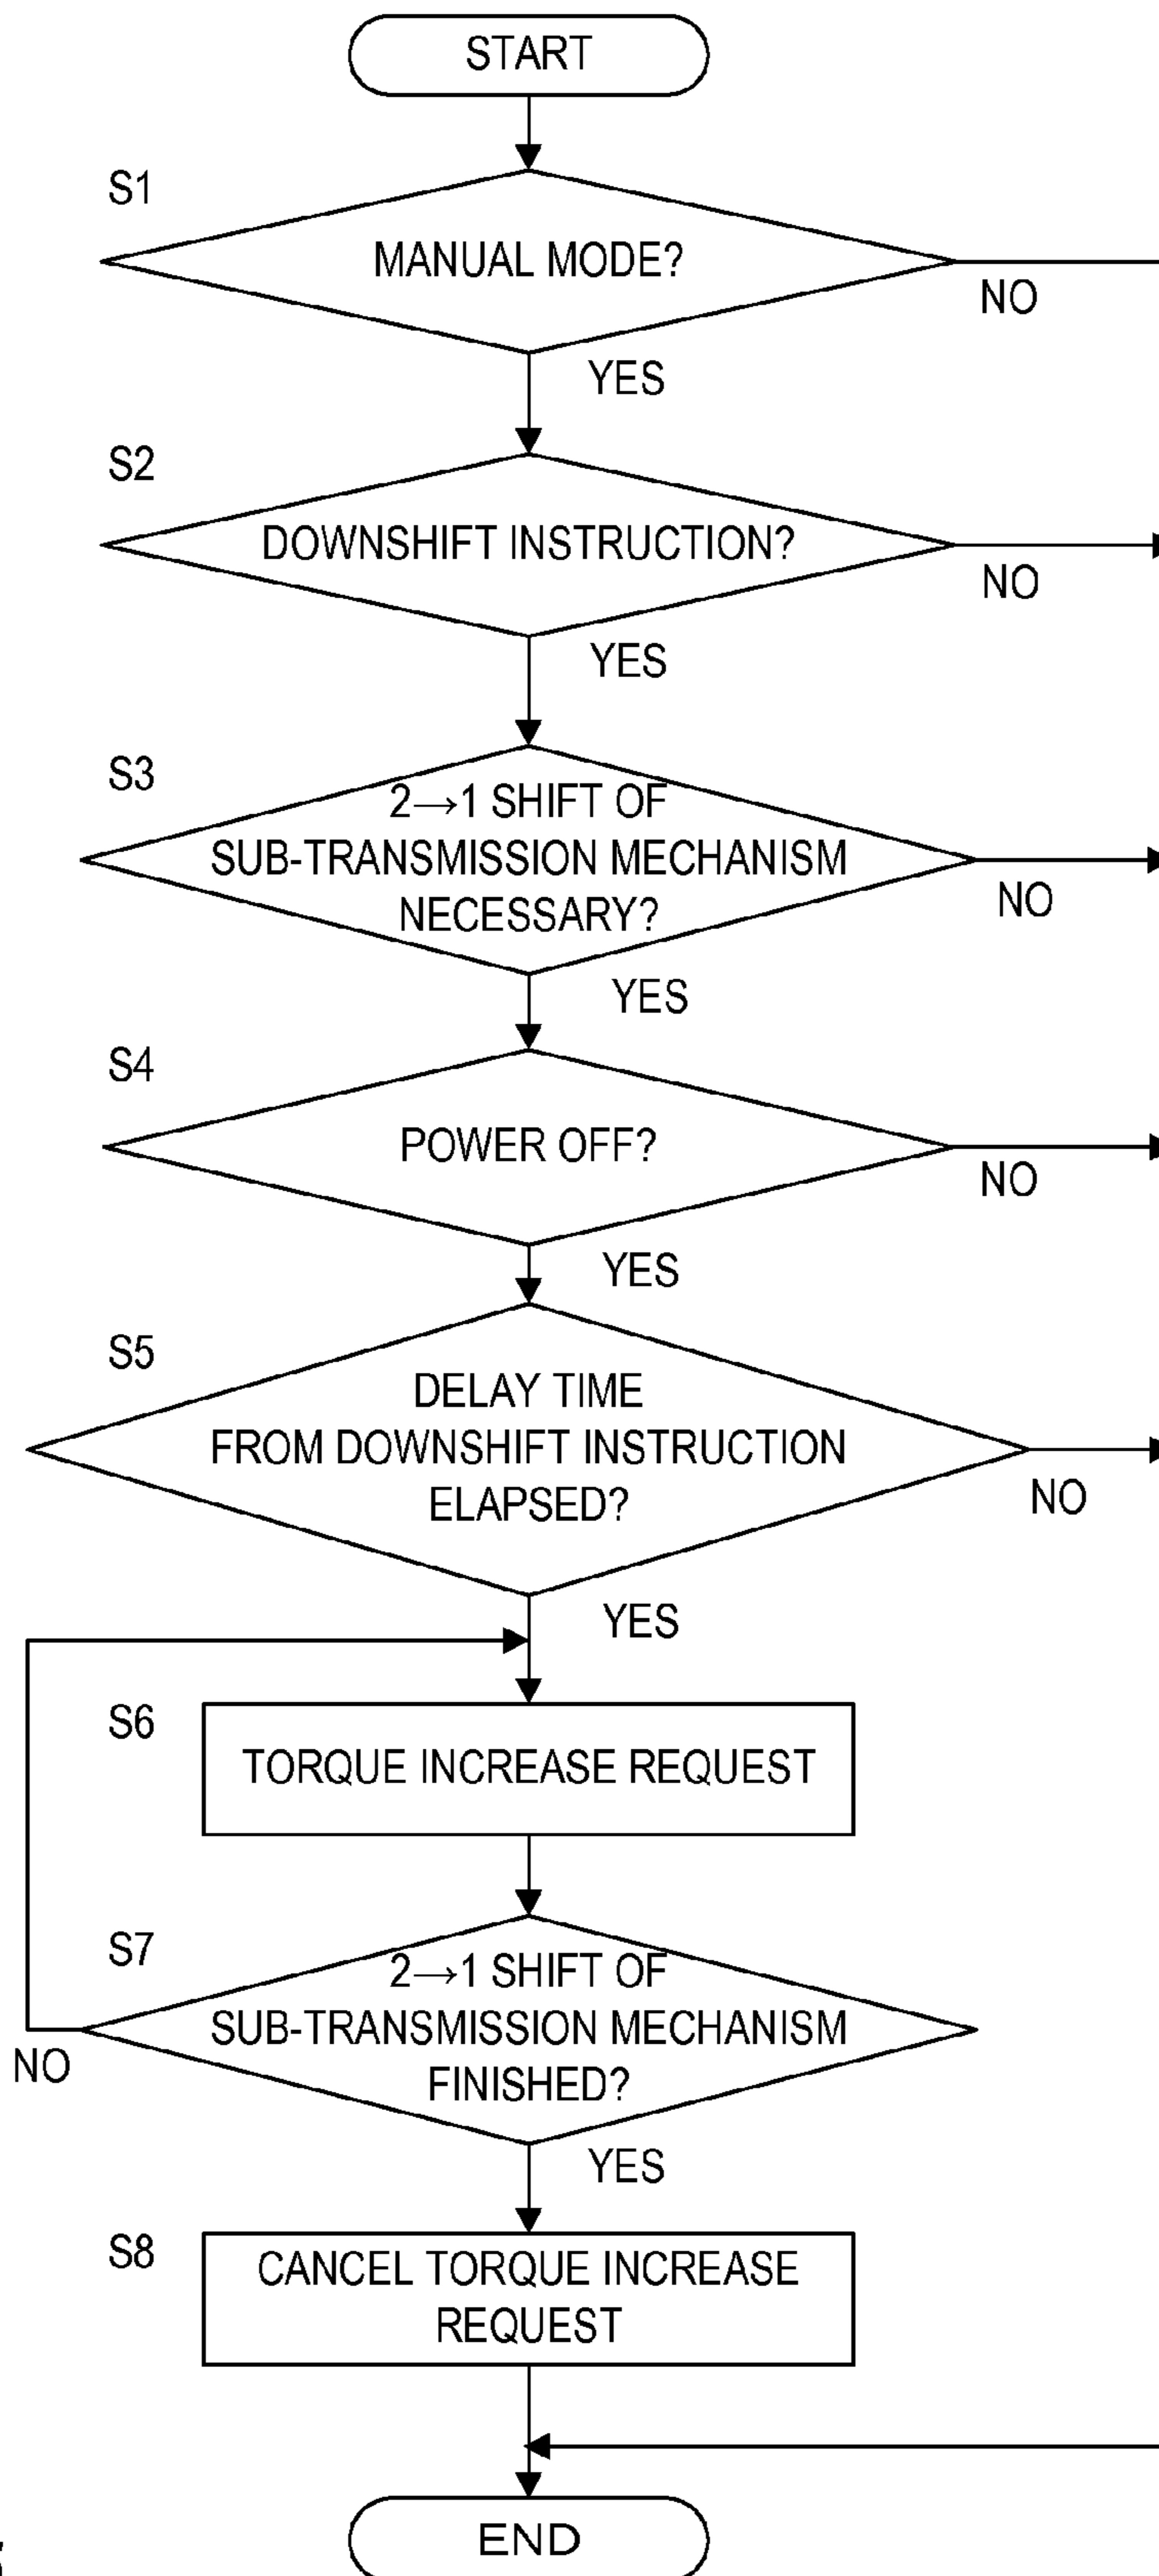 START
S1
MANUAL MODE?
NO
YES
S2
DOWNSHIFT INSTRUCTION?
NO
YES
S3
2→1 SHIFT OF
SUB-TRANSMISSION MECHANISM
NECESSARY?
NO
YES
S4
POWER OFF?
NO
YES
S5
DELAY TIME
FROM DOWNSHIFT INSTRUCTION
ELAPSED?
NO
YES
S6
TORQUE INCREASE REQUEST
S7
2→1 SHIFT OF
SUB-TRANSMISSION MECHANISM
FINISHED?
NO
YES
S8
CANCEL TORQUE INCREASE
REQUEST
END